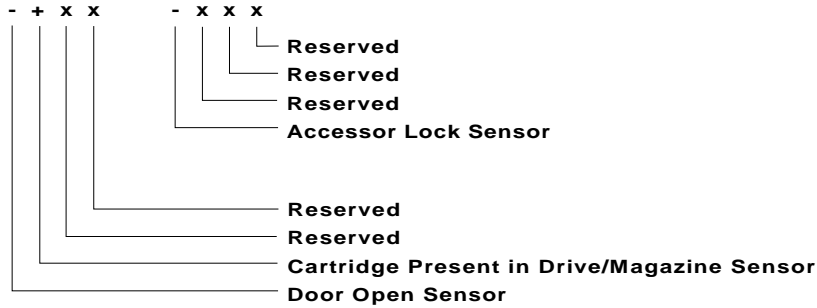 - + x x - x x x
Reserved
Reserved
Reserved
Accessor Lock Sensor
Reserved
Reserved
Cartridge Present in Drive/Magazine Sensor
Door Open Sensor